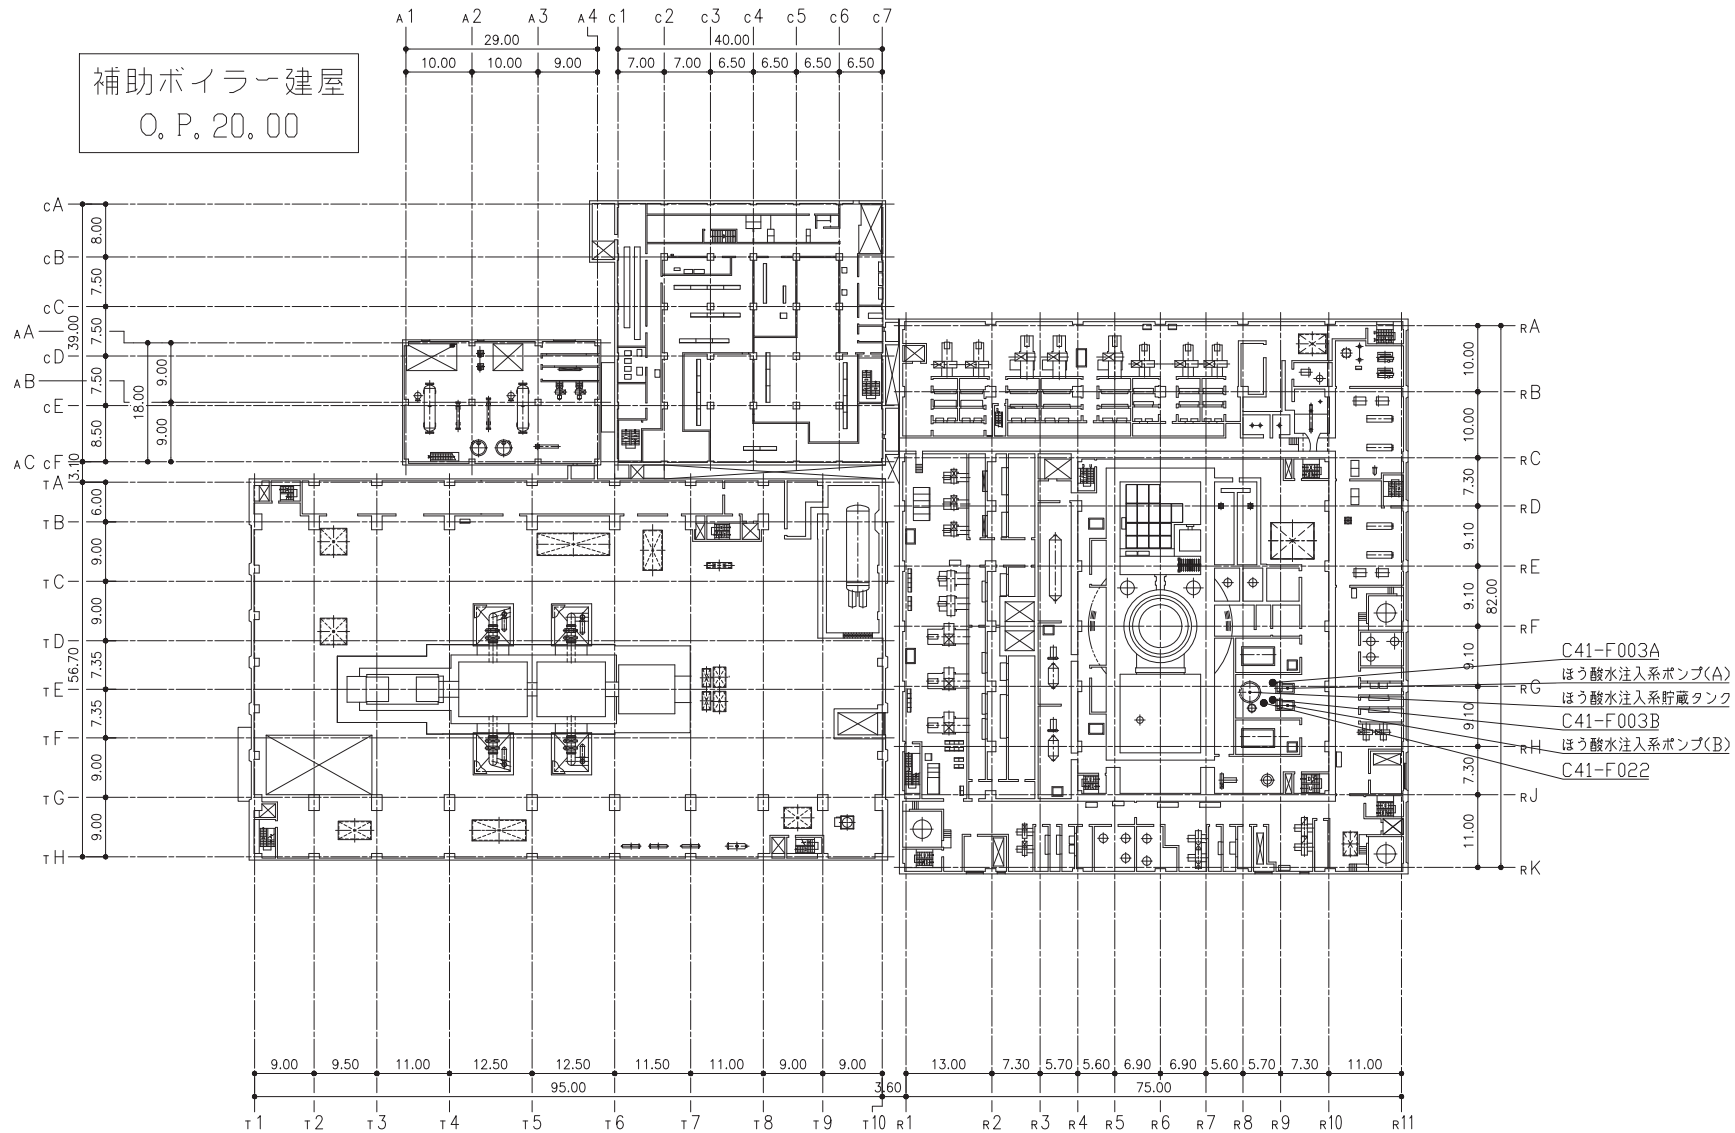 A1 A2 A3 A4 C1 C2 C3 C4 C5 C6 C7
29.00 40.00
10.00 10.00 9.00 7.00 7.00 6.50 6.50 6.50 6.50
補助ボイラー建屋
O.P.20.00
CA
8.00
CB
7.50
CC
39.00
7.50
AA
CD
7.50
AB
CE
8.50
AC CF
18.00
9.00
9.00
3.10
TA
6.00
TB
9.00
TC
9.00
TD
56.70
7.35
TE
7.35
TF
9.00
TG
9.00
TH
RA
10.00
RB
10.00
RC
7.30
RD
9.10
RE
9.10
82.00
RF
9.10
RG
9.10
RH
7.30
RJ
11.00
RK
C41-F003A
ほう酸水注入系ポンプ(A)
ほう酸水注入系貯蔵タンク
C41-F003B
ほう酸水注入系ポンプ(B)
C41-F022
9.00 9.50 11.00 12.50 12.50 11.50 11.00 9.00 9.00 13.00 7.30 5.70 5.60 6.90 6.90 5.60 5.70 7.30 11.00
95.00 3.60 75.00
T1 T2 T3 T4 T5 T6 T7 T8 T9 T10 R1 R2 R3 R4 R5 R6 R7 R8 R9 R10 R11